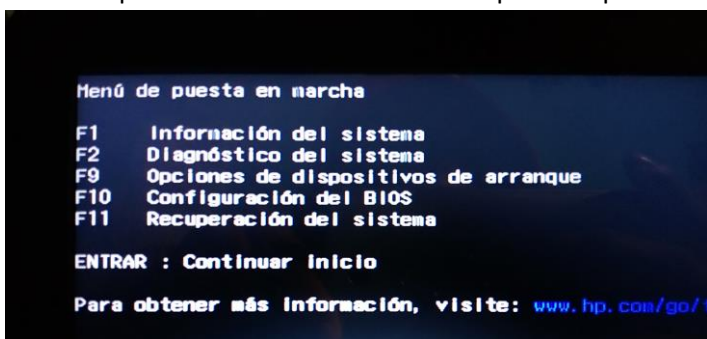 Menú de puesta en marcha
F1 Información del sistema
F2 Diagnóstico del sistema
F9 Opciones de dispositivos de arranque
F10 Configuración del BIOS
F11 Recuperación del sistema
ENTRAR : Continuar inicio
Para obtener más información, visite: www.hp.com/go/